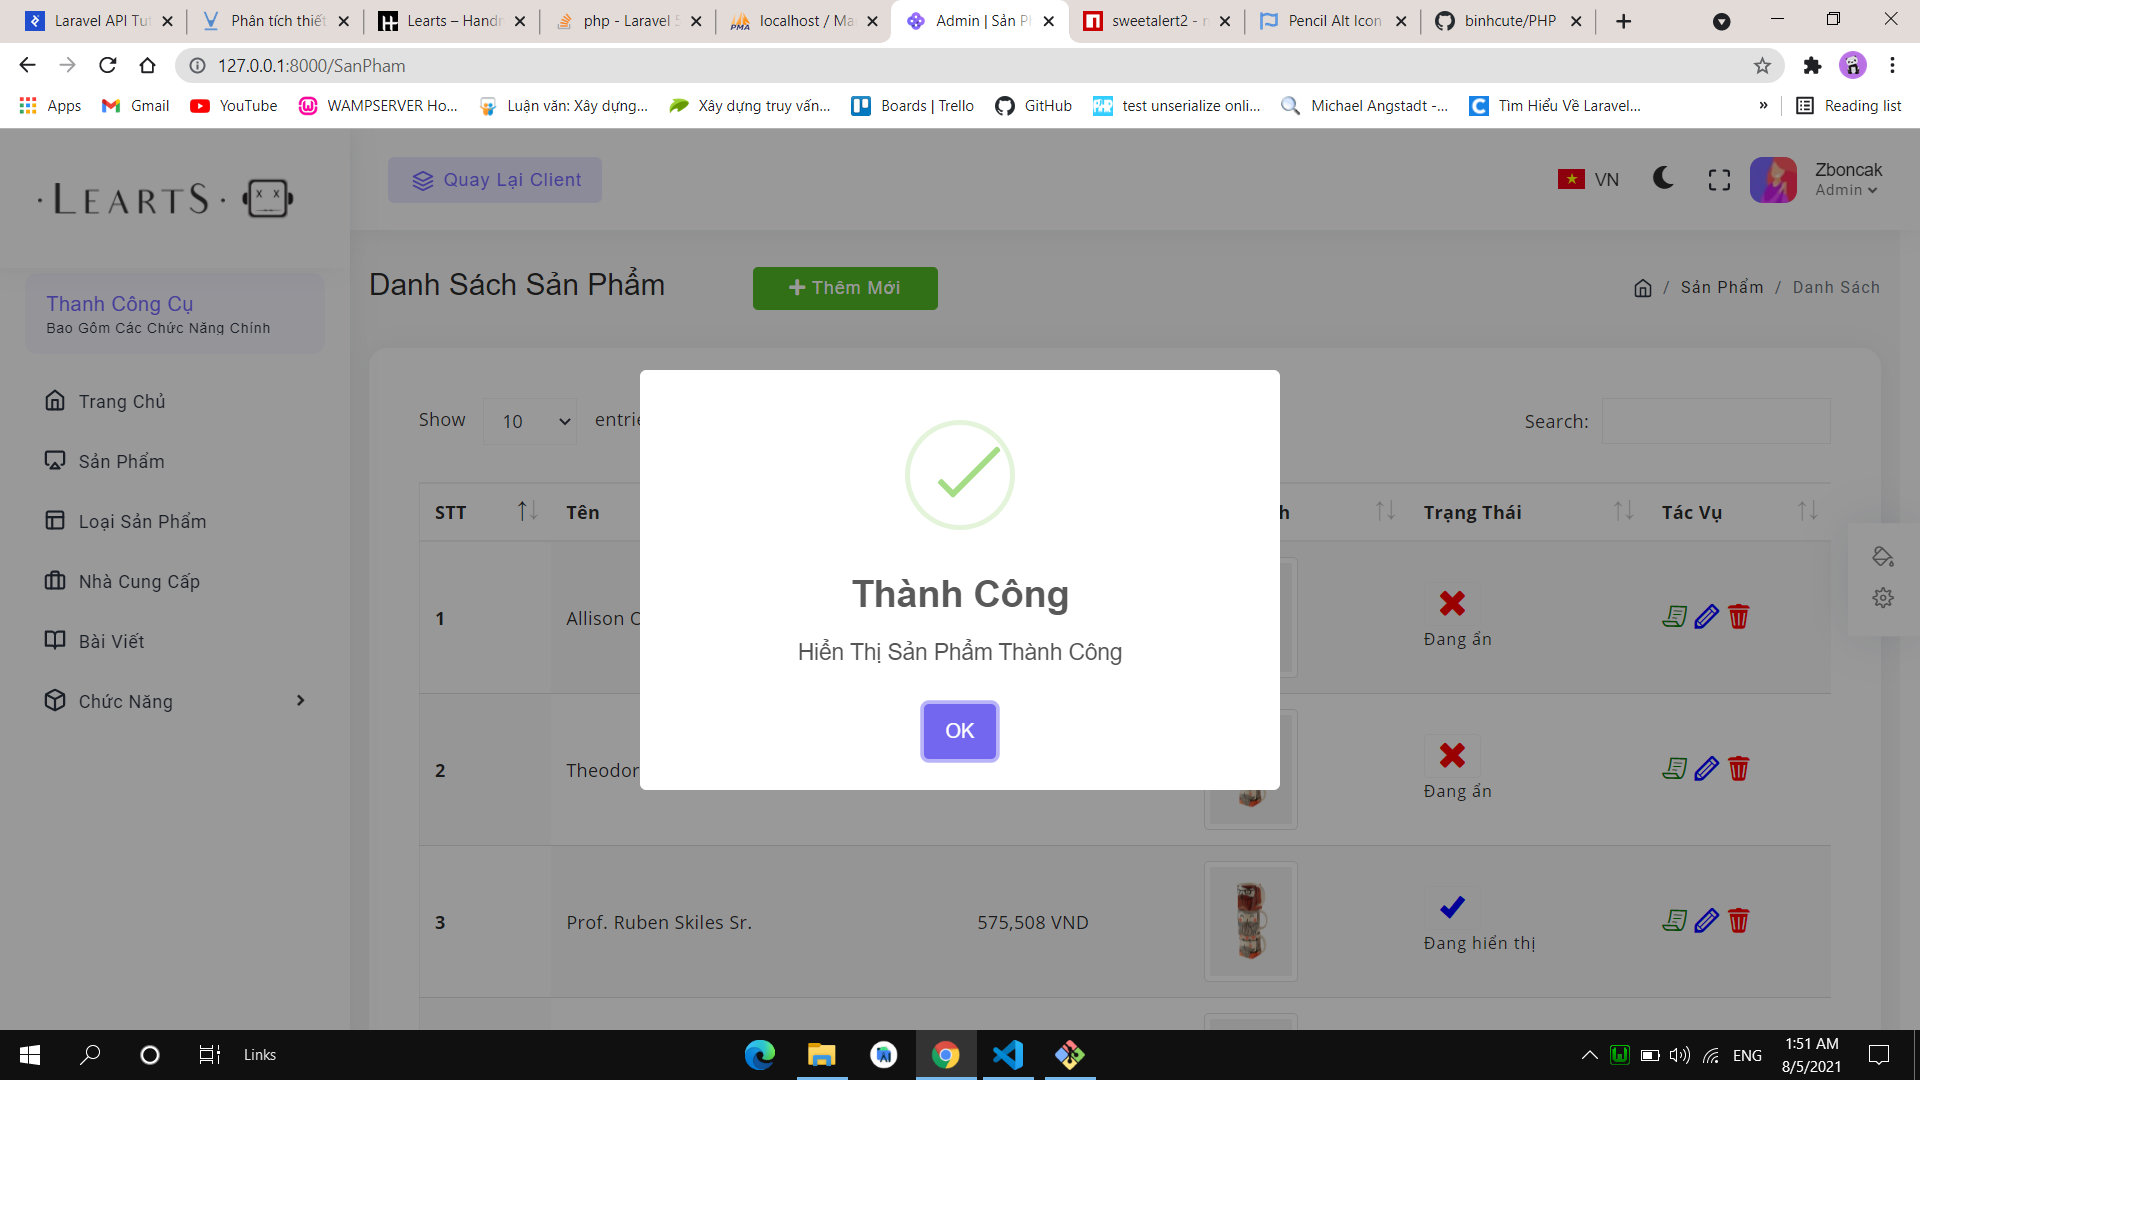 Laravel API Tut
Phân tích thiết
Learts – Handm
php - Laravel 5
localhost / Ma
Admin | Sản P
sweetalert2 - n
Pencil Alt Icon
binhcute/PHP
127.0.0.1:8000/SanPham
Apps
Gmail
YouTube
WAMPSERVER Ho...
Luận văn: Xây dựng...
Xây dựng truy vấn...
Boards | Trello
GitHub
test unserialize onli...
Michael Angstadt -...
Tìm Hiểu Về Laravel...
»
Reading list
· LEARTS ·
Quay Lại Client
VN
Zboncak
Admin
Thanh Công Cụ
Bao Gồm Các Chức Năng Chính
Trang Chủ
Sản Phẩm
Loại Sản Phẩm
Nhà Cung Cấp
Bài Viết
Chức Năng
Danh Sách Sản Phẩm
Thêm Mới
/ Sản Phẩm / Danh Sách
Show 10 entrie
Search:
STT Tên h Trạng Thái Tác Vụ
1 Allison Đang ẩn
2 Theodor Đang ẩn
3 Prof. Ruben Skiles Sr. 575,508 VND Đang hiển thị
Thành Công
Hiển Thị Sản Phẩm Thành Công
OK
Links
ENG
1:51 AM
8/5/2021